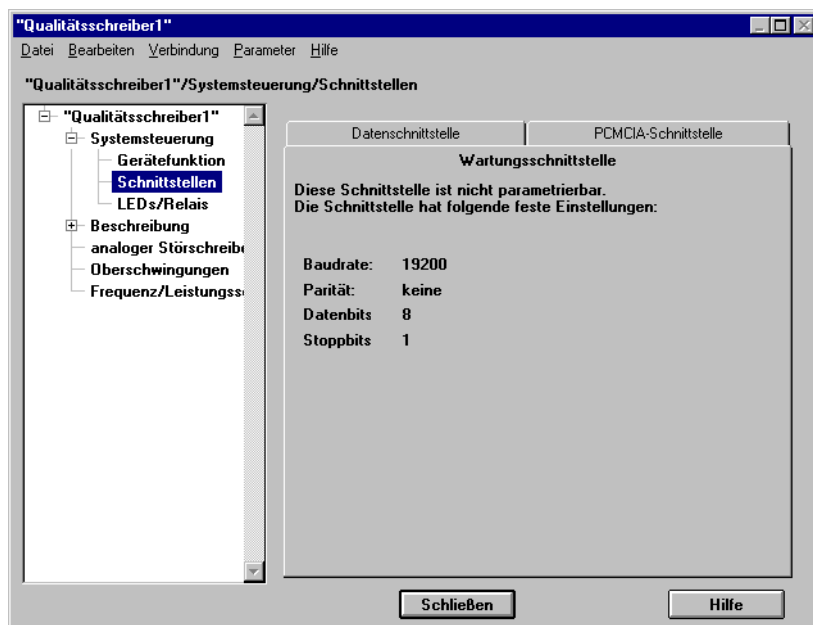 "Qualitätsschreiber1"
Datei Bearbeiten Verbindung Parameter Hilfe
"Qualitätsschreiber1"/Systemsteuerung/Schnittstellen
"Qualitätsschreiber1"
Systemsteuerung
Gerätefunktion
Schnittstellen
LEDs/Relais
Beschreibung
analoger Störschreibe
Oberschwingungen
Frequenz/Leistungss
Datenschnittstelle PCMCIA-Schnittstelle
Wartungsschnittstelle
Diese Schnittstelle ist nicht parametrierbar.
Die Schnittstelle hat folgende feste Einstellungen:
Baudrate: 19200
Parität: keine
Datenbits 8
Stoppbits 1
Schließen Hilfe